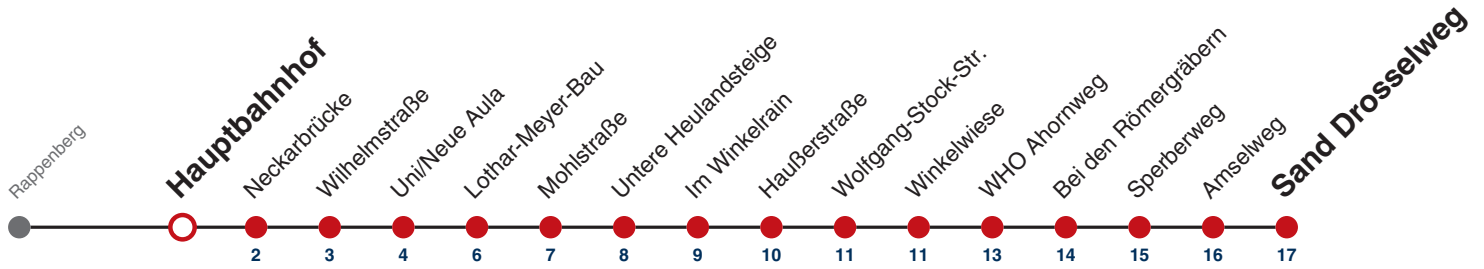 Rappenberg
Hauptbahnhof
Neckarbrücke
Wilhelmstraße
Uni/Neue Aula
Lothar-Meyer-Bau
Mohlstraße
Untere Heulandsteige
Im Winkelrain
Haußerstraße
Wolfgang-Stock-Str.
Winkelwiese
WHO Ahornweg
Bei den Römergräbern
Sperberweg
Amselweg
Sand Drosselweg
2 3 4 6 7 8 9 10 11 11 13 14 15 16 17